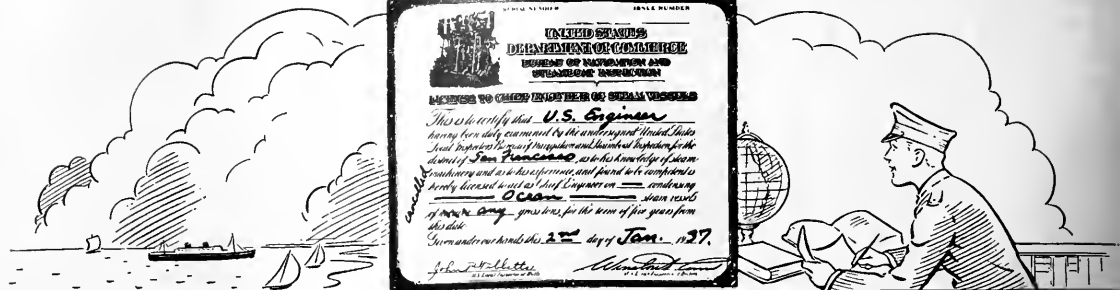 SERIAL NUMBER ISSUE NUMBER
UNITED STATES
DEPARTMENT OF COMMERCE
BUREAU OF NAVIGATION AND
STEAMBOAT INSPECTION
LICENSE TO CHIEF ENGINEER OF STEAM VESSELS
This is to certify that U.S. Engineer
having been duly examined by the undersigned United States
Local Inspectors Bureau of Navigation and Steamboat Inspection, for the
district of San Francisco, as to his knowledge of steam
machinery and as to his experience, and found to be competent is
hereby licensed to act as Chief Engineer on condensing
Ocean steam vessels
of any gross tons, for the term of five years from
this date.
Given under our hands this 2nd day of Jan. 1937.
cancelled
John